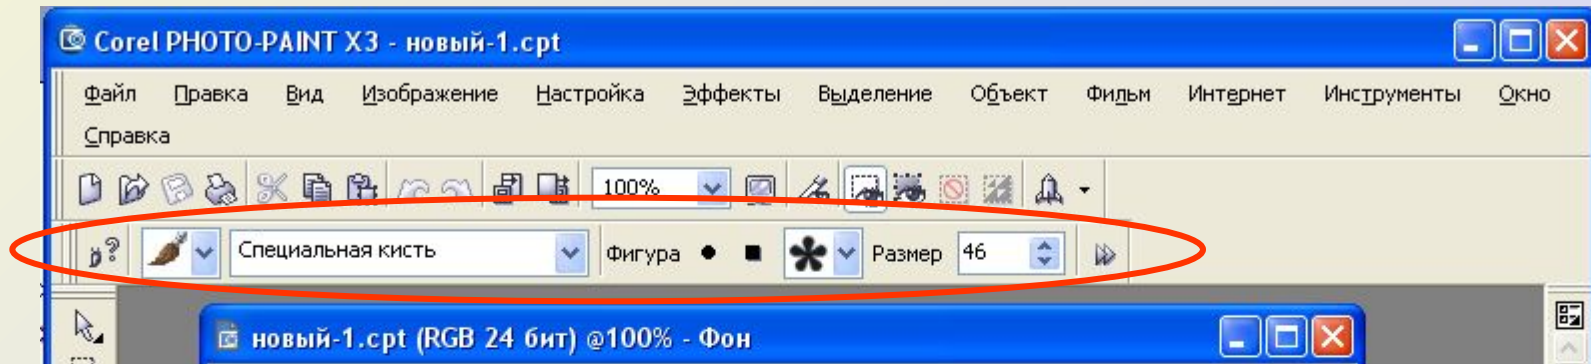 Corel PHOTO-PAINT X3 - новый-1.cpt
Файл Правка Вид Изображение Настройка Эффекты Выделение Объект Фильм Интернет Инструменты Окно
Справка
100%
Специальная кисть Фигура Размер 46
новый-1.cpt (RGB 24 бит) @100% - Фон